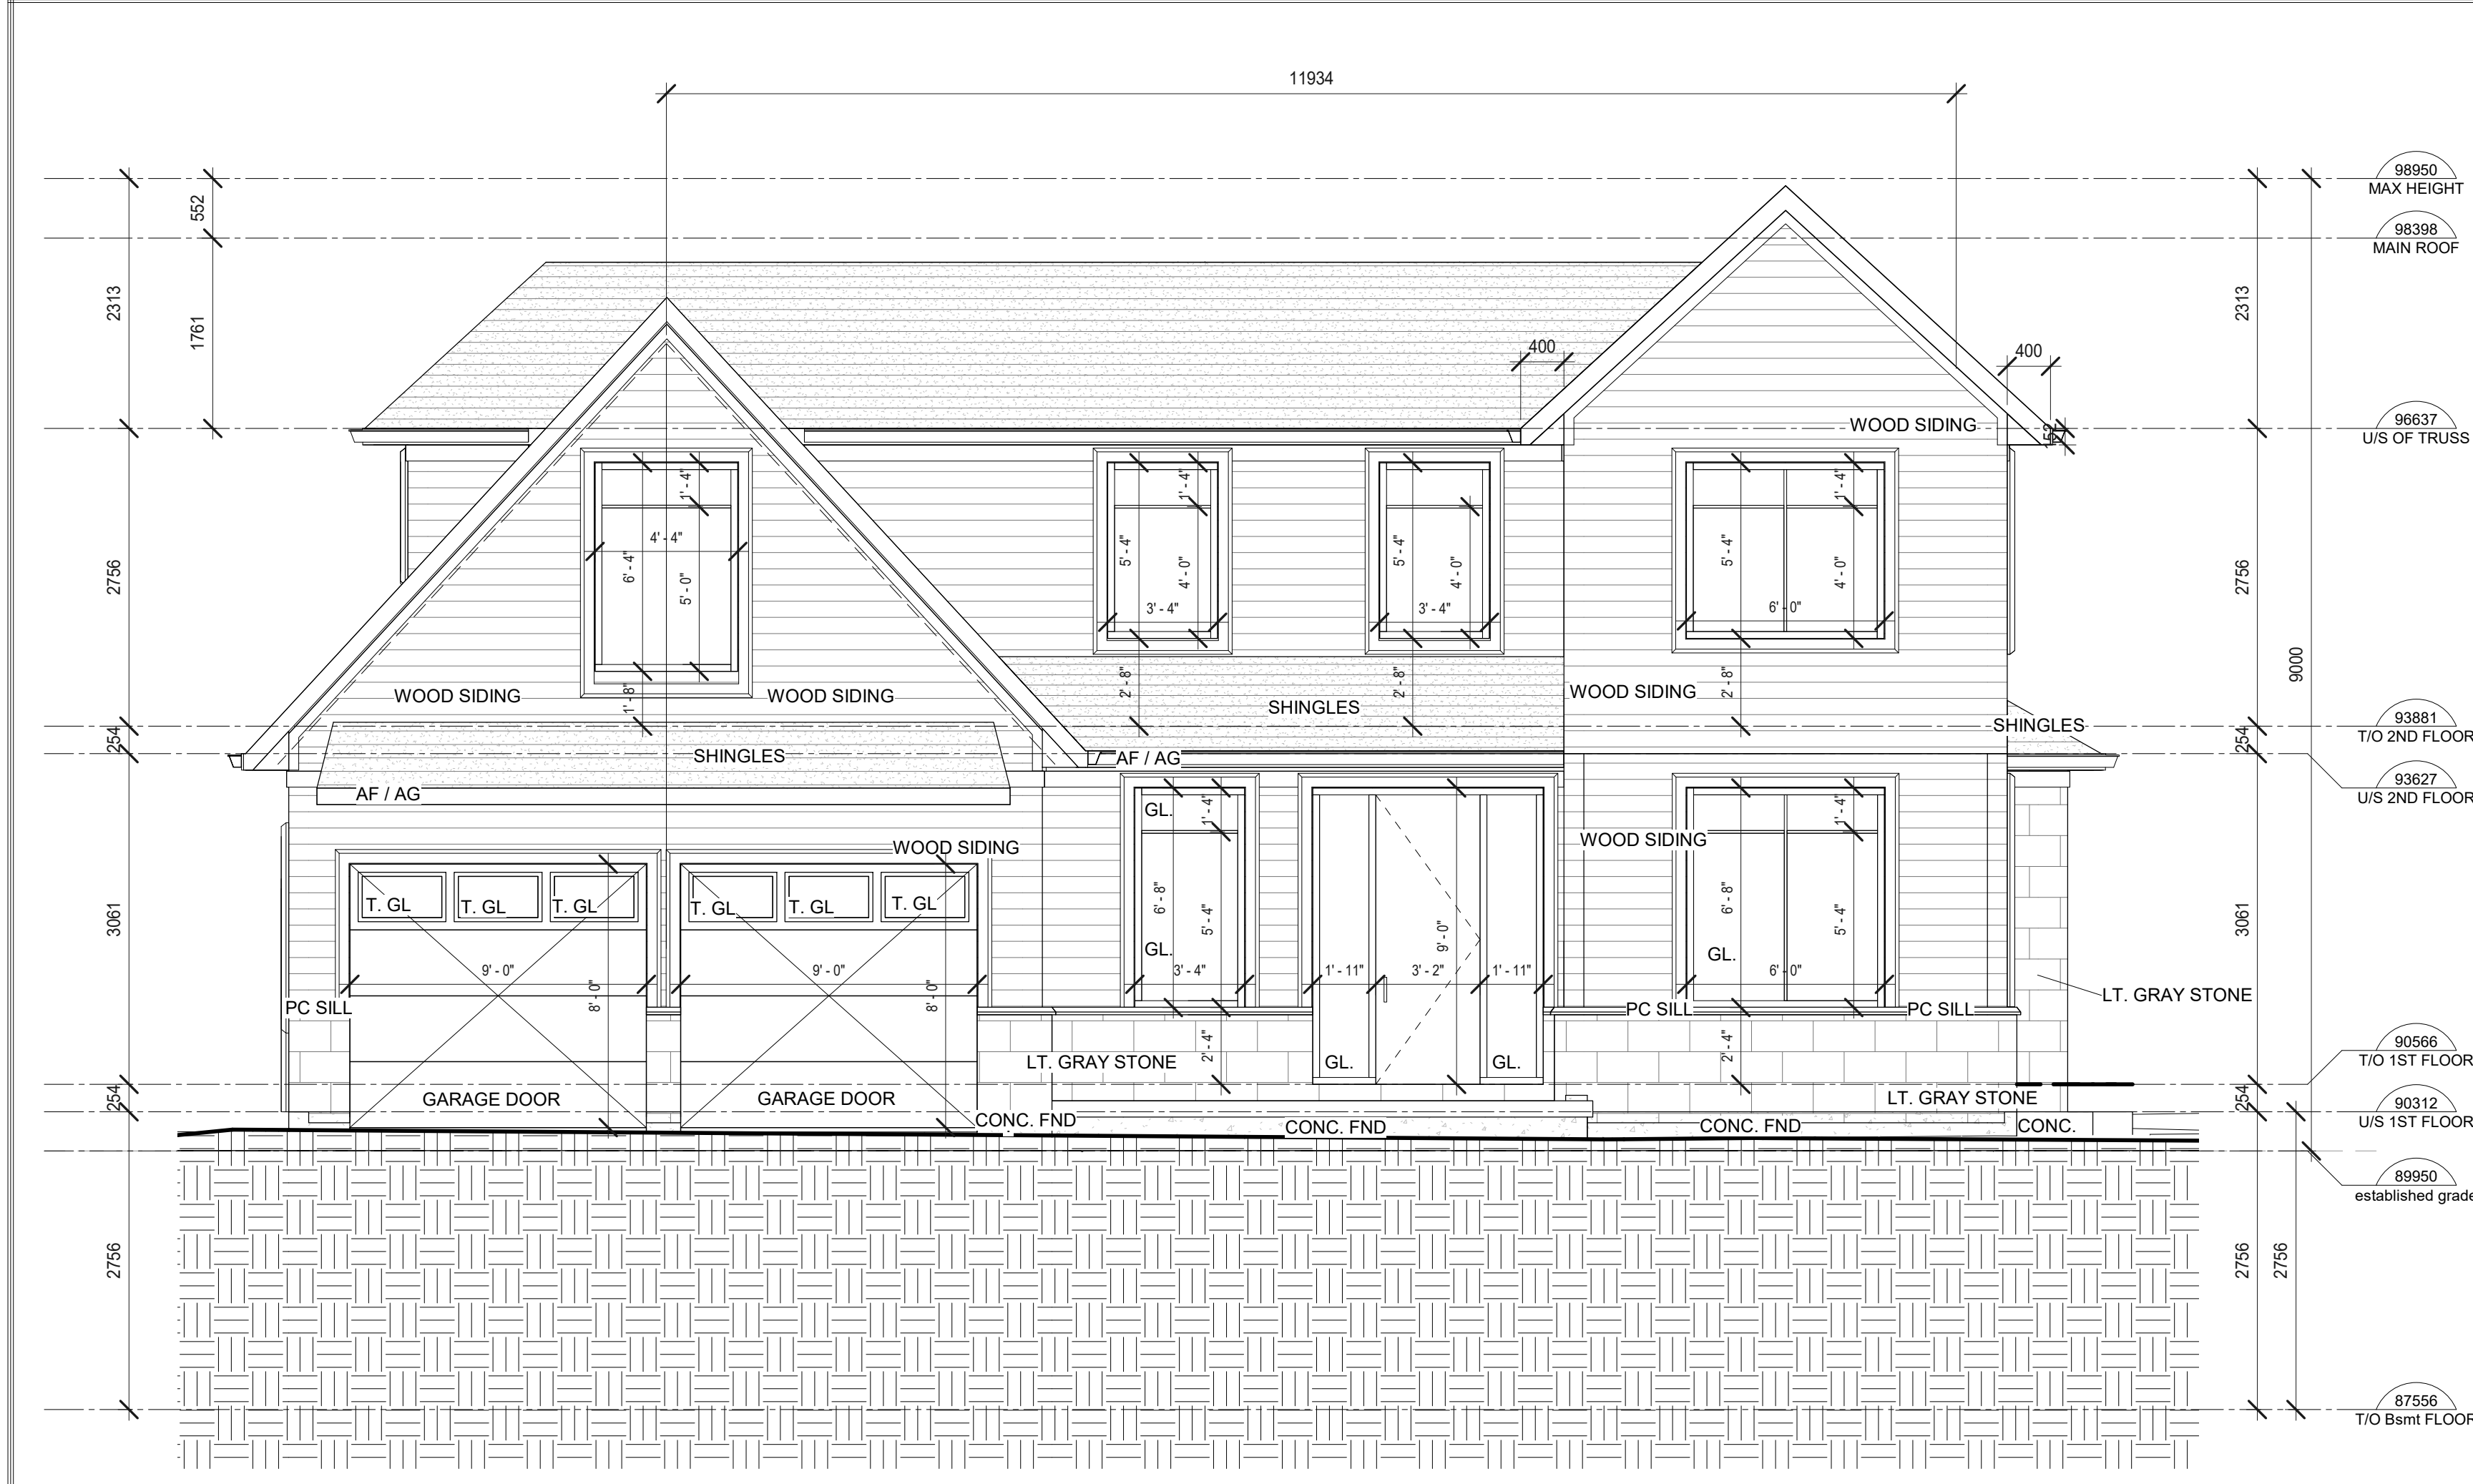 11934
98950
MAX HEIGHT
552
98398
MAIN ROOF
2313
1761
2313
400
400
96637
U/S OF TRUSS
WOOD SIDING
1' - 4"
1' - 4"
1' - 4"
4' - 4"
6' - 4"
5' - 0"
5' - 4"
4' - 0"
3' - 4"
5' - 4"
4' - 0"
3' - 4"
5' - 4"
4' - 0"
6' - 0"
2756
2756
9000
WOOD SIDING
1' - 8"
WOOD SIDING
2' - 8"
2' - 8"
SHINGLES
WOOD SIDING
2' - 8"
SHINGLES
93881
T/O 2ND FLOOR
254
254
SHINGLES
AF / AG
93627
U/S 2ND FLOOR
AF / AG
GL.
1' - 4"
1' - 4"
WOOD SIDING
WOOD SIDING
T. GL
T. GL
T. GL
T. GL
T. GL
T. GL
3061
6' - 8"
5' - 4"
9' - 0"
6' - 8"
5' - 4"
3061
GL.
GL.
9' - 0"
8' - 0"
9' - 0"
8' - 0"
3' - 4"
1' - 11"
3' - 2"
1' - 11"
6' - 0"
LT. GRAY STONE
PC SILL
PC SILL
PC SILL
LT. GRAY STONE
2' - 4"
GL.
GL.
2' - 4"
90566
T/O 1ST FLOOR
254
254
GARAGE DOOR
GARAGE DOOR
LT. GRAY STONE
90312
U/S 1ST FLOOR
CONC. FND
CONC. FND
CONC. FND
CONC.
89950
established grade
2756
2756
2756
87556
T/O Bsmt FLOOR